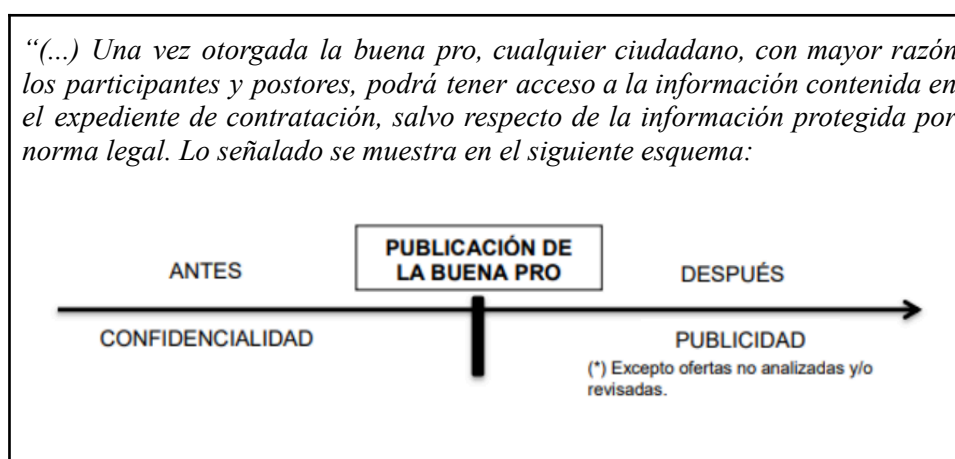 “(...) Una vez otorgada la buena pro, cualquier ciudadano, con mayor razón
los participantes y postores, podrá tener acceso a la información contenida en
el expediente de contratación, salvo respecto de la información protegida por
norma legal. Lo señalado se muestra en el siguiente esquema:
PUBLICACIÓN DE
LA BUENA PRO
ANTES
DESPUÉS
CONFIDENCIALIDAD
PUBLICIDAD
(*) Excepto ofertas no analizadas y/o
revisadas.